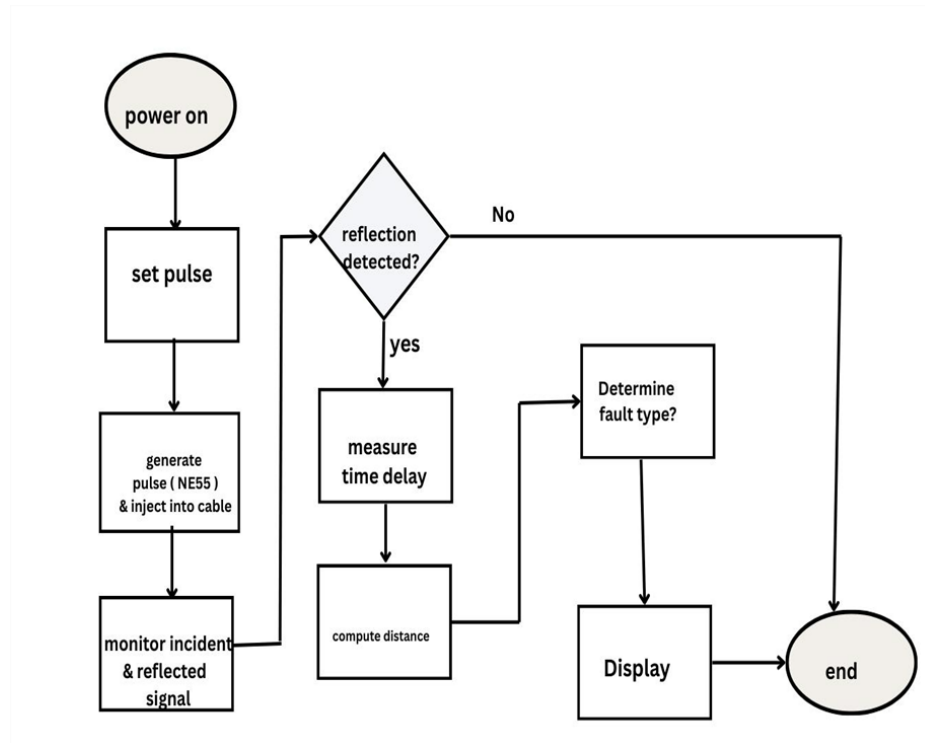 power on
set pulse
generate
pulse ( NE55 )
& inject into cable
monitor incident
& reflected
signal
reflection
detected?
No
yes
measure
time delay
compute distance
Determine
fault type?
Display
end